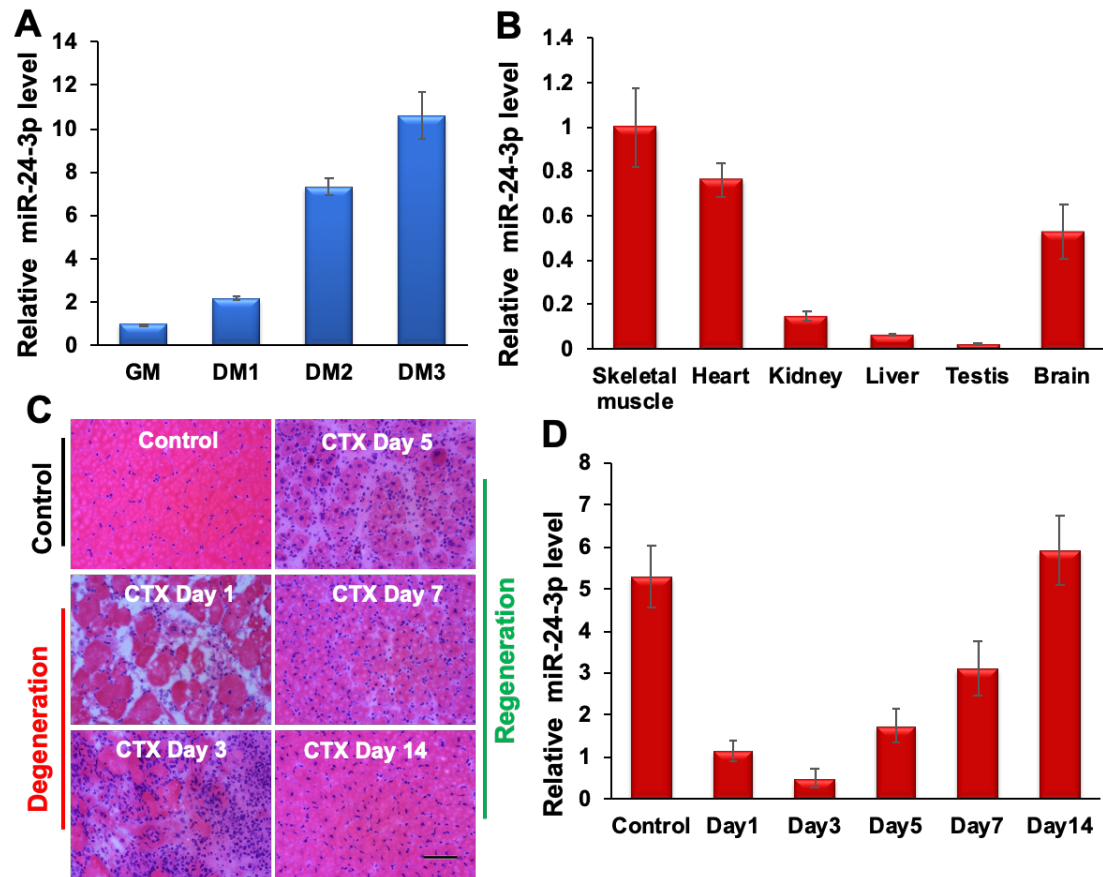 A
Relative miR-24-3p level
14
12
10
8
6
4
2
0
GM DM1 DM2 DM3
B
Relative miR-24-3p level
1.4
1.2
1
0.8
0.6
0.4
0.2
0
Skeletal muscle Heart Kidney Liver Testis Brain
C
Control
Degeneration
Control
CTX Day 5
CTX Day 1
CTX Day 7
CTX Day 3
CTX Day 14
Regeneration
D
Relative miR-24-3p level
8
7
6
5
4
3
2
1
0
Control Day1 Day3 Day5 Day7 Day14